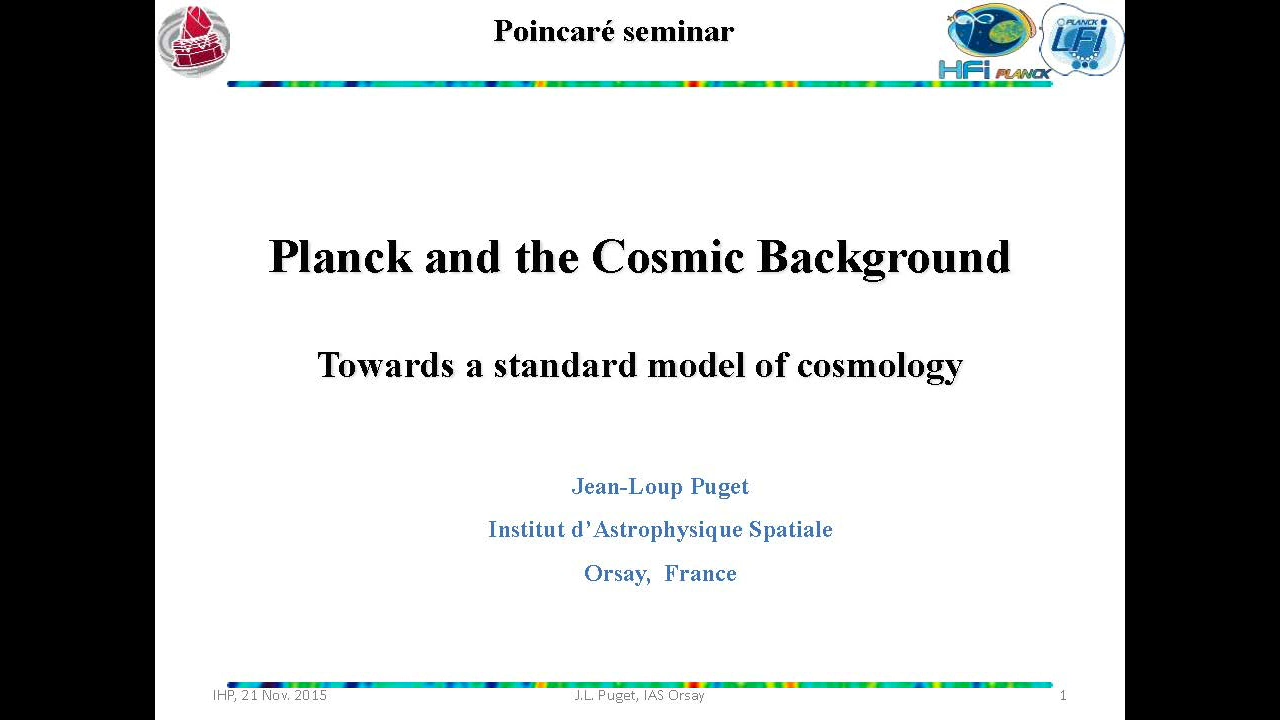 Poincaré seminar
HFi PLANCK
PLANCK
LFi
Planck and the Cosmic Background
Towards a standard model of cosmology
Jean-Loup Puget
Institut d’Astrophysique Spatiale
Orsay, France
IHP, 21 Nov. 2015
J.L. Puget, IAS Orsay
1